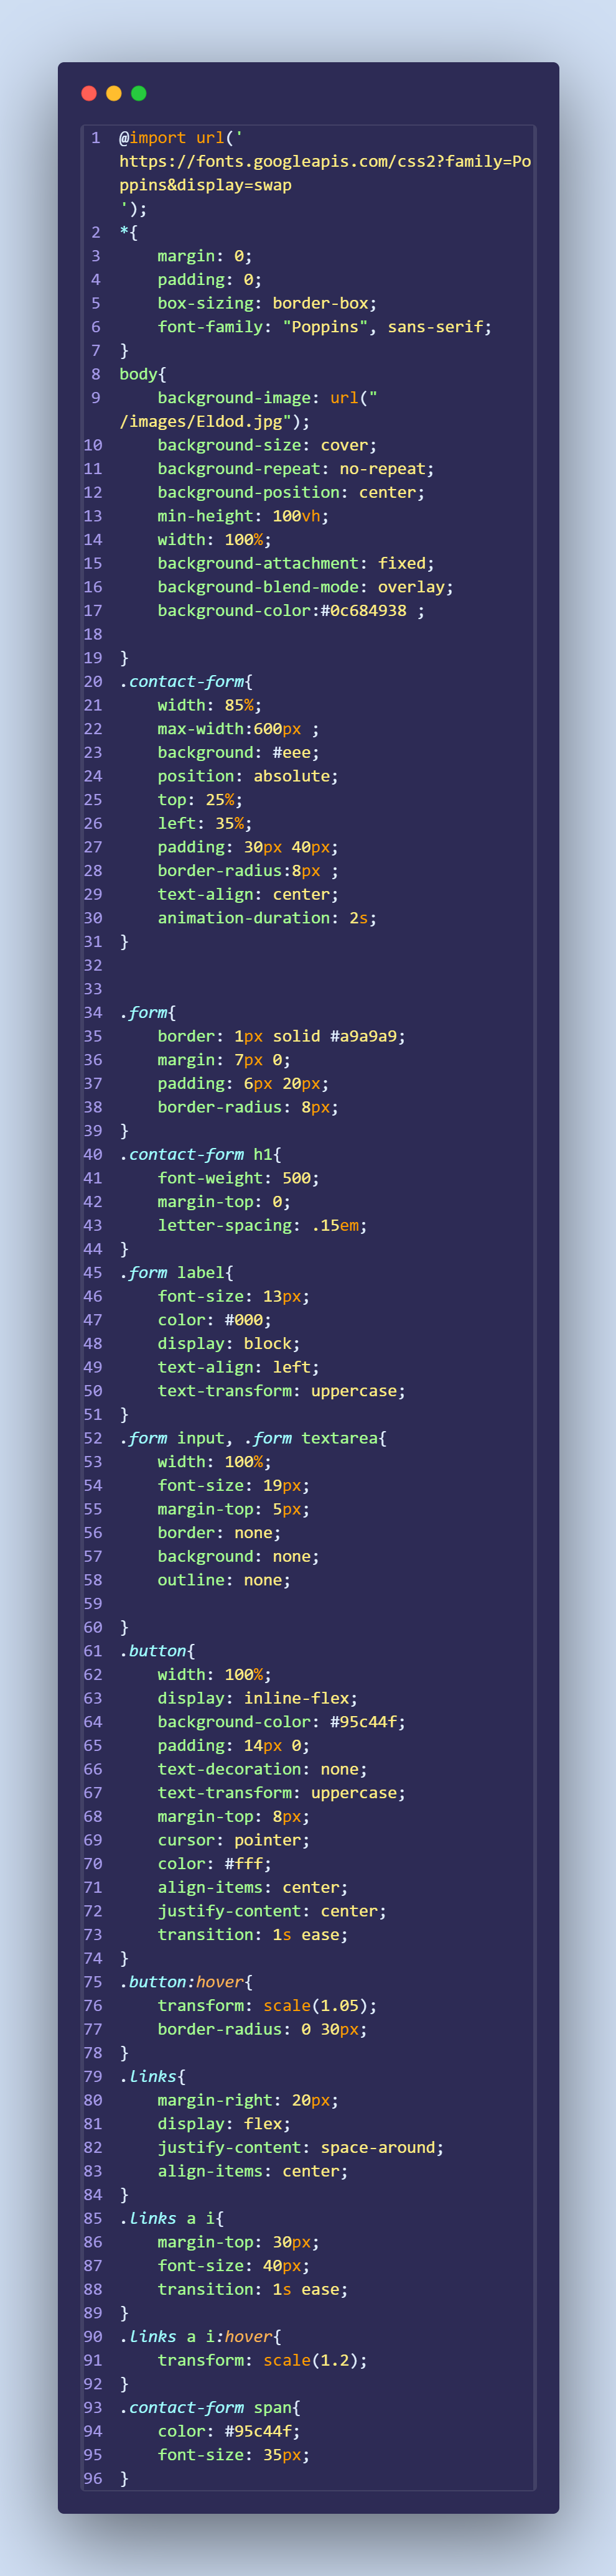 1 @import url('
https://fonts.googleapis.com/css2?family=Po
ppins&display=swap
');
2 *{
3     margin: 0;
4     padding: 0;
5     box-sizing: border-box;
6     font-family: "Poppins", sans-serif;
7 }
8 body{
9     background-image: url("
/images/Eldod.jpg");
10     background-size: cover;
11     background-repeat: no-repeat;
12     background-position: center;
13     min-height: 100vh;
14     width: 100%;
15     background-attachment: fixed;
16     background-blend-mode: overlay;
17     background-color:#0c684938 ;
18
19 }
20 .contact-form{
21     width: 85%;
22     max-width:600px ;
23     background: #eee;
24     position: absolute;
25     top: 25%;
26     left: 35%;
27     padding: 30px 40px;
28     border-radius:8px ;
29     text-align: center;
30     animation-duration: 2s;
31 }
32
33
34 .form{
35     border: 1px solid #a9a9a9;
36     margin: 7px 0;
37     padding: 6px 20px;
38     border-radius: 8px;
39 }
40 .contact-form h1{
41     font-weight: 500;
42     margin-top: 0;
43     letter-spacing: .15em;
44 }
45 .form label{
46     font-size: 13px;
47     color: #000;
48     display: block;
49     text-align: left;
50     text-transform: uppercase;
51 }
52 .form input, .form textarea{
53     width: 100%;
54     font-size: 19px;
55     margin-top: 5px;
56     border: none;
57     background: none;
58     outline: none;
59
60 }
61 .button{
62     width: 100%;
63     display: inline-flex;
64     background-color: #95c44f;
65     padding: 14px 0;
66     text-decoration: none;
67     text-transform: uppercase;
68     margin-top: 8px;
69     cursor: pointer;
70     color: #fff;
71     align-items: center;
72     justify-content: center;
73     transition: 1s ease;
74 }
75 .button:hover{
76     transform: scale(1.05);
77     border-radius: 0 30px;
78 }
79 .links{
80     margin-right: 20px;
81     display: flex;
82     justify-content: space-around;
83     align-items: center;
84 }
85 .links a i{
86     margin-top: 30px;
87     font-size: 40px;
88     transition: 1s ease;
89 }
90 .links a i:hover{
91     transform: scale(1.2);
92 }
93 .contact-form span{
94     color: #95c44f;
95     font-size: 35px;
96 }